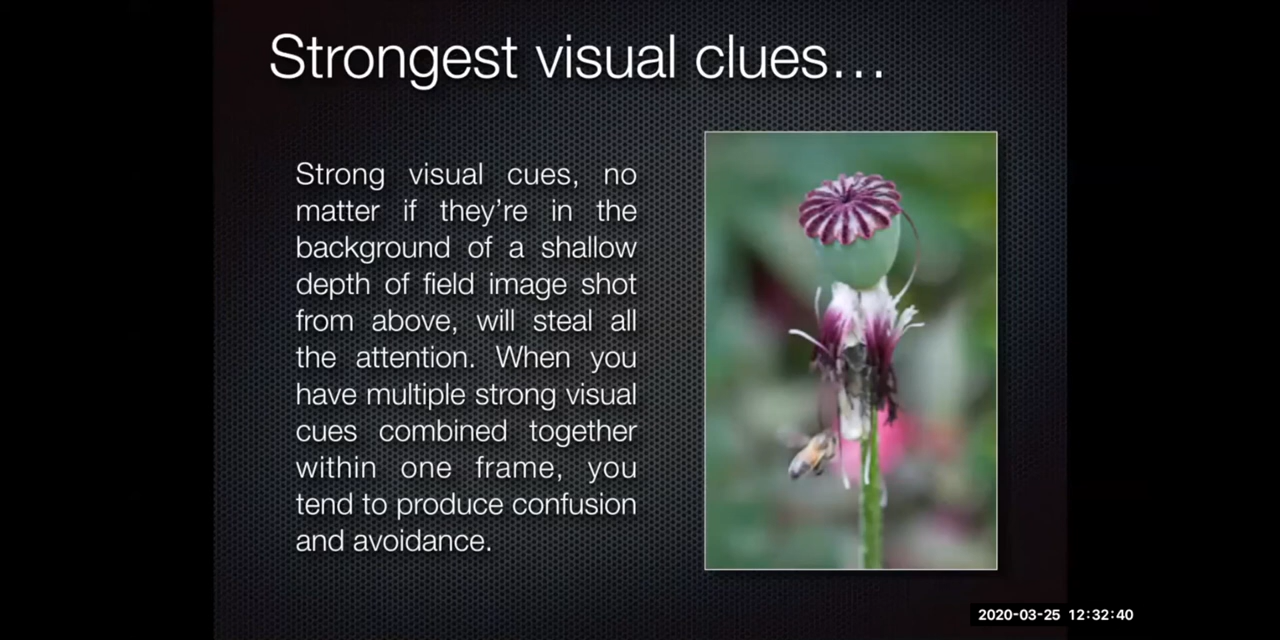 Strongest visual clues…
Strong visual cues, no
matter if they’re in the
background of a shallow
depth of field image shot
from above, will steal all
the attention. When you
have multiple strong visual
cues combined together
within one frame, you
tend to produce confusion
and avoidance.
2020-03-25 12:32:40